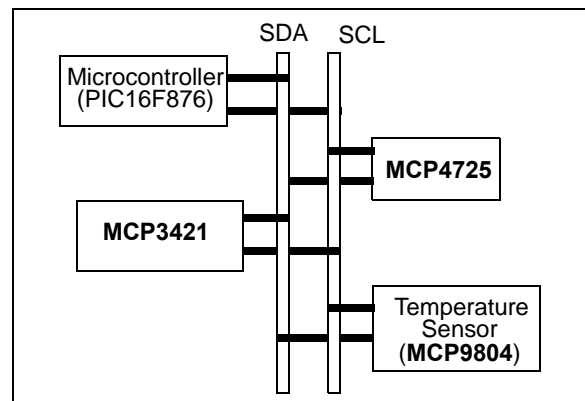 SDA SCL
Microcontroller
(PIC16F876)
MCP4725
MCP3421
Temperature
Sensor
(MCP9804)